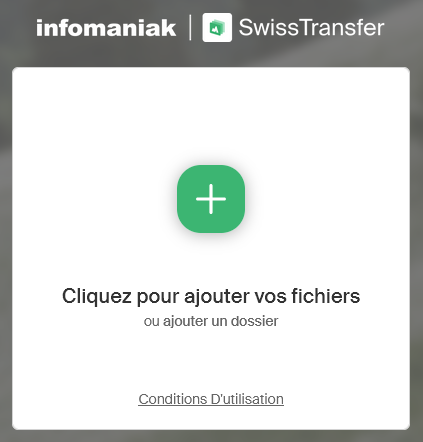 infomaniak | SwissTransfer
Cliquez pour ajouter vos fichiers
ou ajouter un dossier
Conditions D'utilisation